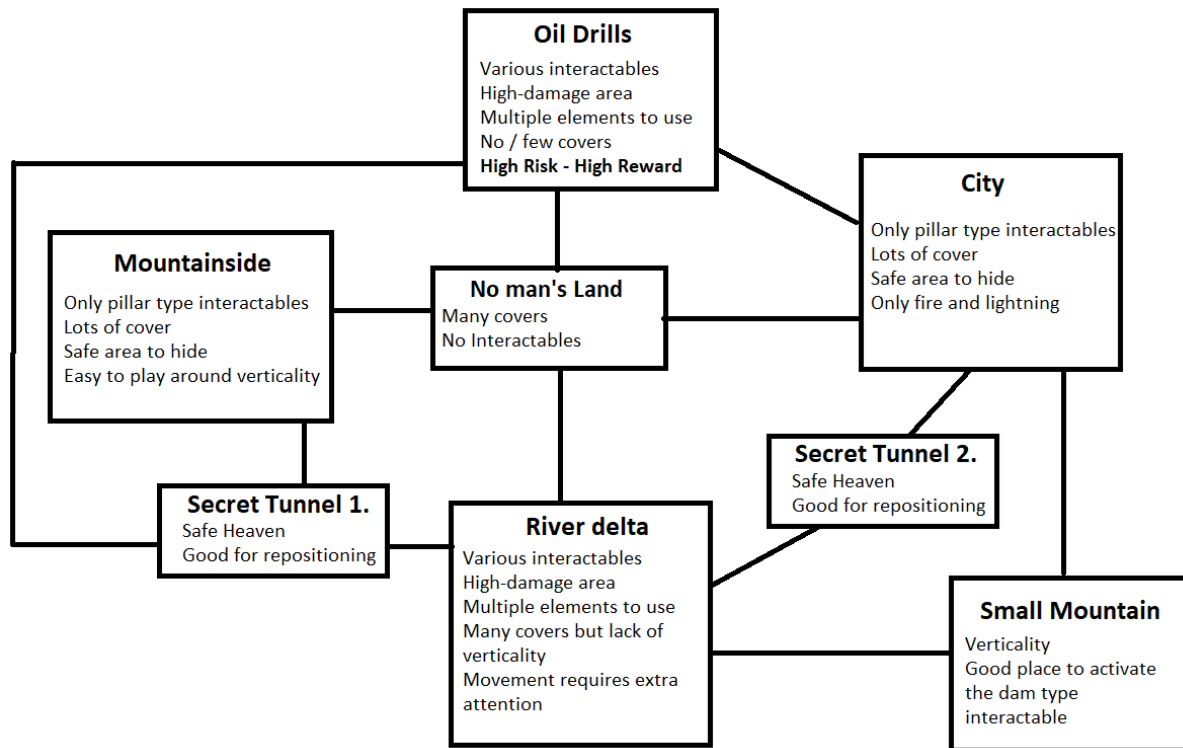 Oil Drills
Various interactables
High-damage area
Multiple elements to use
No / few covers
High Risk - High Reward
City
Only pillar type interactables
Lots of cover
Safe area to hide
Only fire and lightning
Mountainside
Only pillar type interactables
Lots of cover
Safe area to hide
Easy to play around verticality
No man's Land
Many covers
No Interactables
Secret Tunnel 1.
Safe Heaven
Good for repositioning
Secret Tunnel 2.
Safe Heaven
Good for repositioning
River delta
Various interactables
High-damage area
Multiple elements to use
Many covers but lack of
verticality
Movement requires extra
attention
Small Mountain
Verticality
Good place to activate
the dam type
interactable